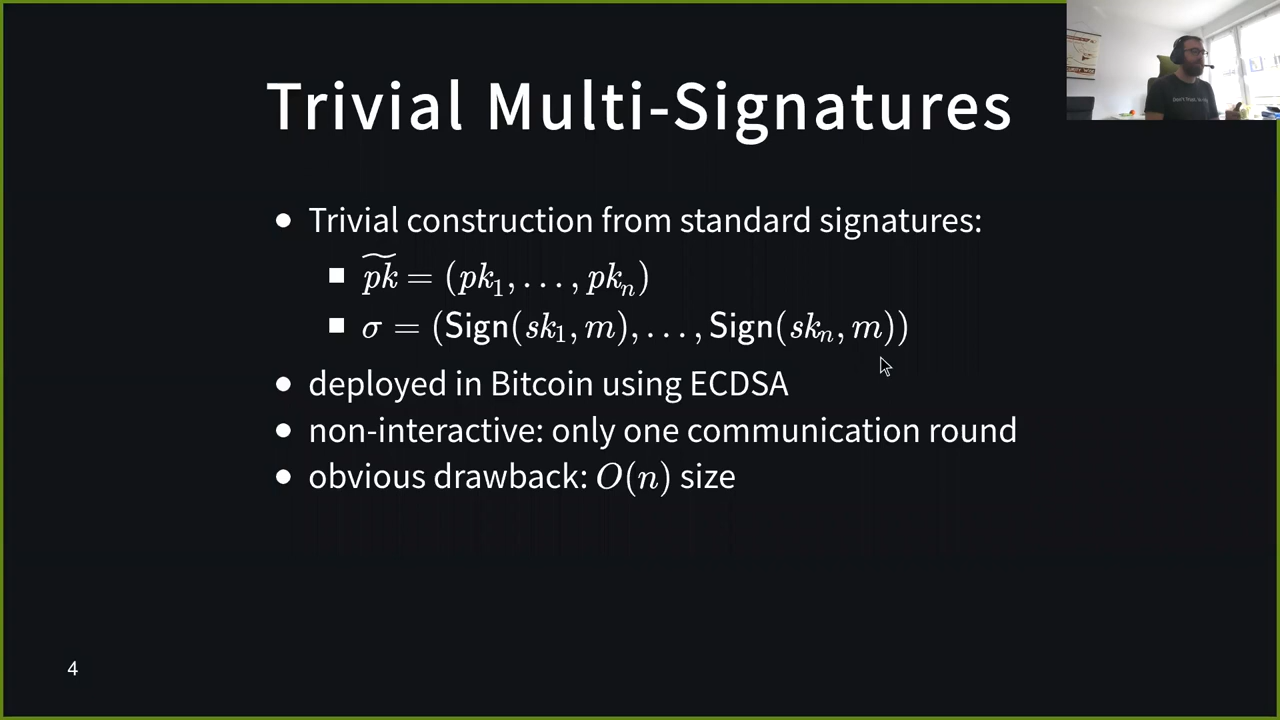 Trivial Multi-Signatures
Trivial construction from standard signatures:
p̃k̃ = (pk₁, . . . , pkₙ)
σ = (Sign(sk₁, m), . . . , Sign(skₙ, m))
deployed in Bitcoin using ECDSA
non-interactive: only one communication round
obvious drawback: O(n) size
4